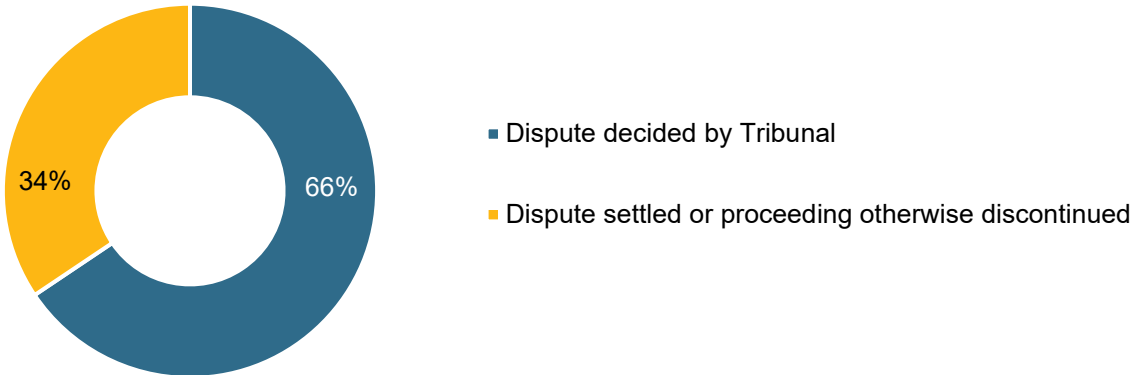 Dispute decided by Tribunal
34%
66%
Dispute settled or proceeding otherwise discontinued